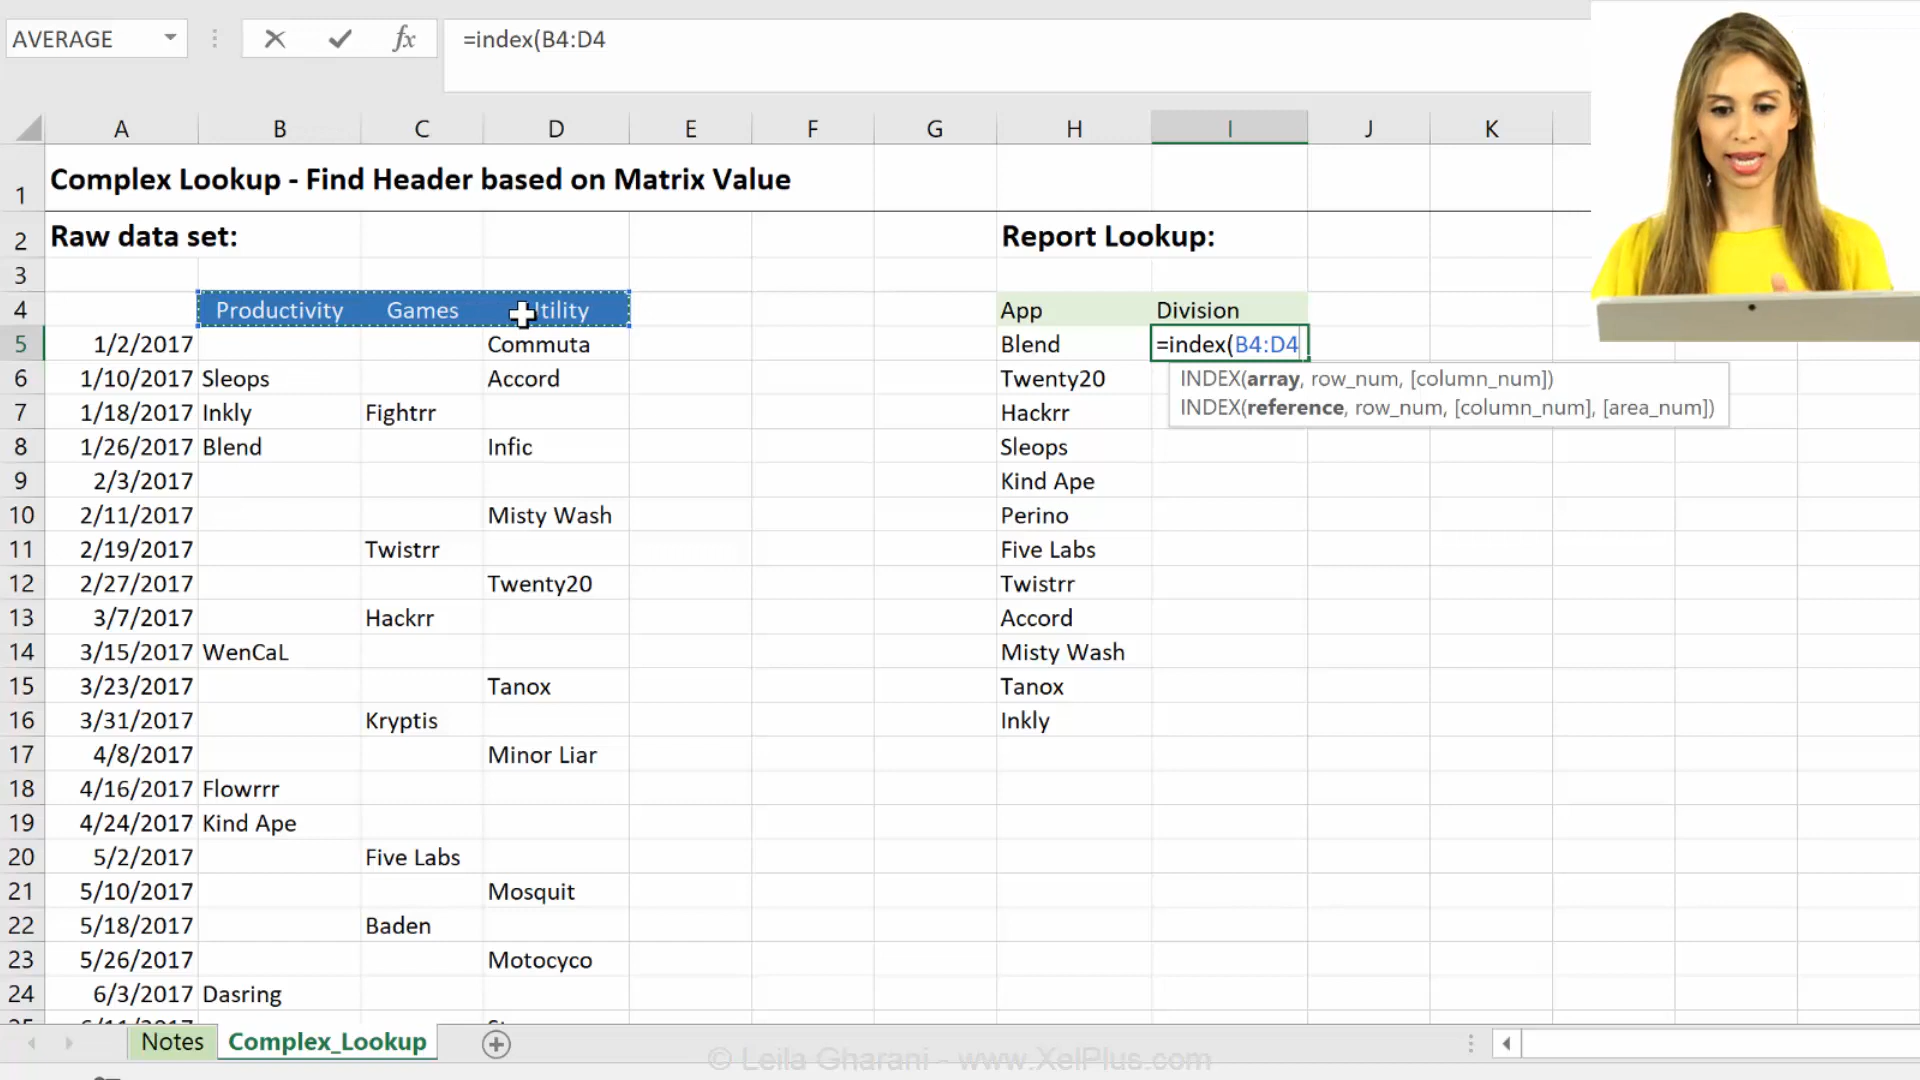 AVERAGE fx =index(B4:D4
A B C D E F G H I J K
1 Complex Lookup - Find Header based on Matrix Value
2 Raw data set: Report Lookup:
3
4 Productivity Games Utility App Division
5 1/2/2017 Commuta Blend =index(B4:D4
6 1/10/2017 Sleops Accord Twenty20 INDEX(array, row_num, [column_num])
7 1/18/2017 Inkly Fightrr Hackrr INDEX(reference, row_num, [column_num], [area_num])
8 1/26/2017 Blend Infic Sleops
9 2/3/2017 Kind Ape
10 2/11/2017 Misty Wash Perino
11 2/19/2017 Twistrr Five Labs
12 2/27/2017 Twenty20 Twistrr
13 3/7/2017 Hackrr Accord
14 3/15/2017 WenCaL Misty Wash
15 3/23/2017 Tanox Tanox
16 3/31/2017 Kryptis Inkly
17 4/8/2017 Minor Liar
18 4/16/2017 Flowrrr
19 4/24/2017 Kind Ape
20 5/2/2017 Five Labs
21 5/10/2017 Mosquit
22 5/18/2017 Baden
23 5/26/2017 Motocyco
24 6/3/2017 Dasring
Notes Complex_Lookup
© Leila Gharani - www.XelPlus.com